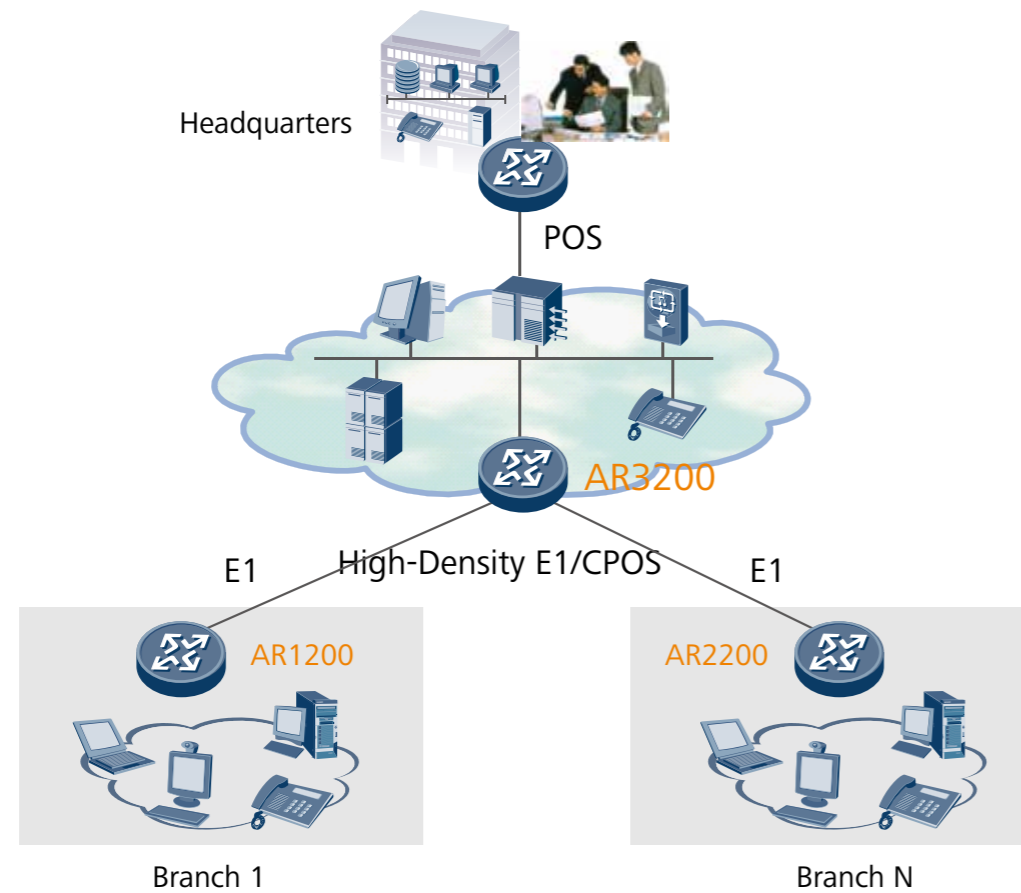 Headquarters
POS
AR3200
E1
High-Density E1/CPOS
E1
AR1200
AR2200
Branch 1
Branch N